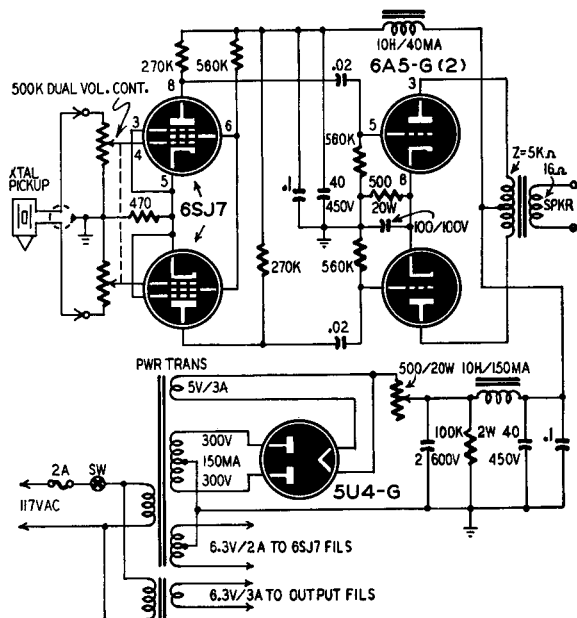 10H/40MA
6A5-G (2)
270K
560K
.02
8
3
500K DUAL VOL. CONT.
3
4
6
5
560K
Z=5KΩ
16Ω
SPKR
XTAL
PICKUP
5
470
6SJ7
.1
40
450V
500
8
20W
100/100V
270K
560K
.02
PWR TRANS
5V/3A
500/20W
10H/150MA
300V
150MA
300V
5U4-G
100K
2W
2
600V
40
450V
.1
2A
SW
117VAC
6.3V/2A TO 6SJ7 FILS
6.3V/3A TO OUTPUT FILS